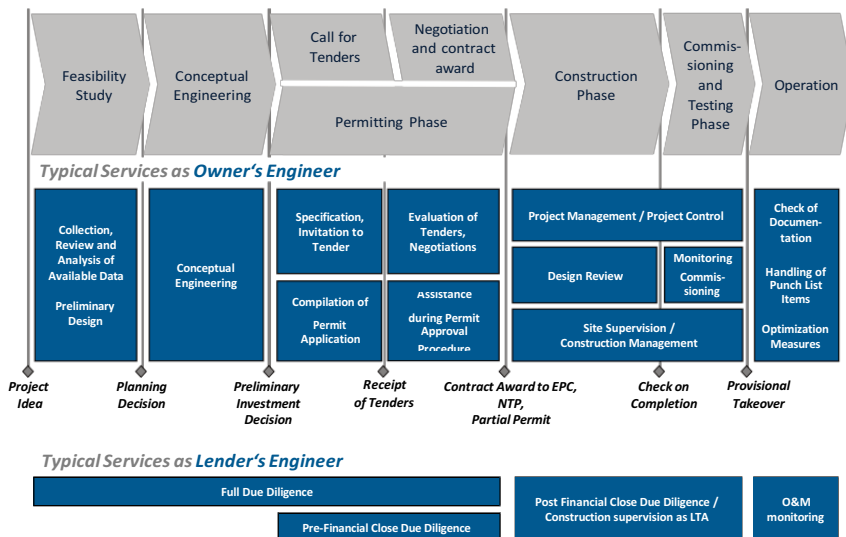 Feasibility
Study
Conceptual
Engineering
Call for
Tenders
Negotiation
and contract
award
Permitting Phase
Construction
Phase
Commis-
sioning
and
Testing
Phase
Operation
Typical Services as Owner's Engineer
Collection,
Review and
Analysis of
Available Data
Preliminary
Design
Conceptual
Engineering
Specification,
Invitation to
Tender
Evaluation of
Tenders,
Negotiations
Compilation of
Permit
Application
Assistance
during Permit
Approval
Procedure
Project Management / Project Control
Design Review
Monitoring
Commis-
sioning
Site Supervision /
Construction Management
Check of
Documen-
tation
Handling of
Punch List
Items
Optimization
Measures
Project
Idea
Planning
Decision
Preliminary
Investment
Decision
Receipt
of Tenders
Contract Award to EPC,
NTP,
Partial Permit
Check on
Completion
Provisional
Takeover
Typical Services as Lender's Engineer
Full Due Diligence
Pre-Financial Close Due Diligence
Post Financial Close Due Diligence /
Construction supervision as LTA
O&M
monitoring